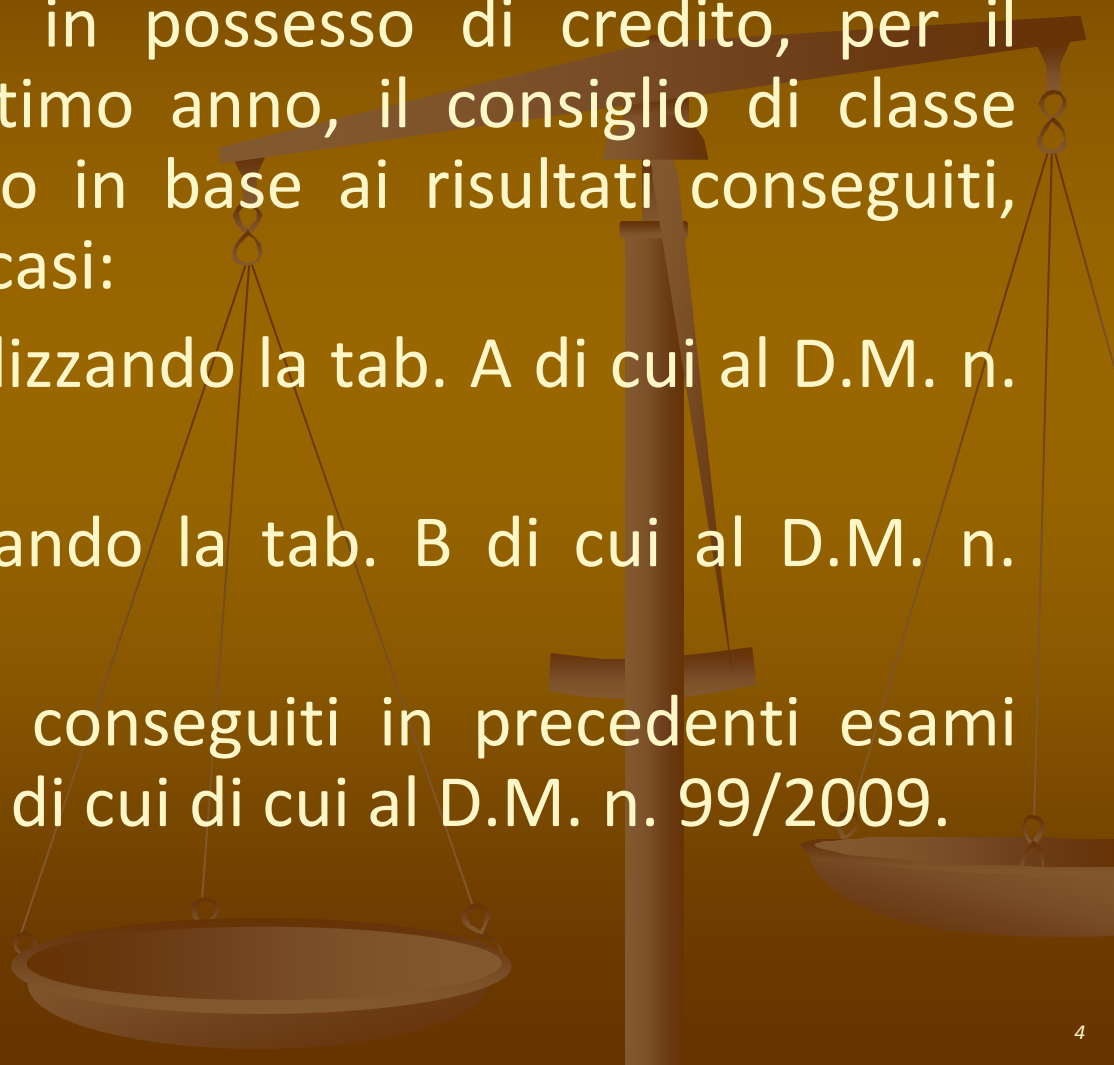 in possesso di credito, per il
timo anno, il consiglio di classe
o in base ai risultati conseguiti,
casi:
lizzando la tab. A di cui al D.M. n.
ando la tab. B di cui al D.M. n.
conseguiti in precedenti esami
di cui di cui al D.M. n. 99/2009.
4